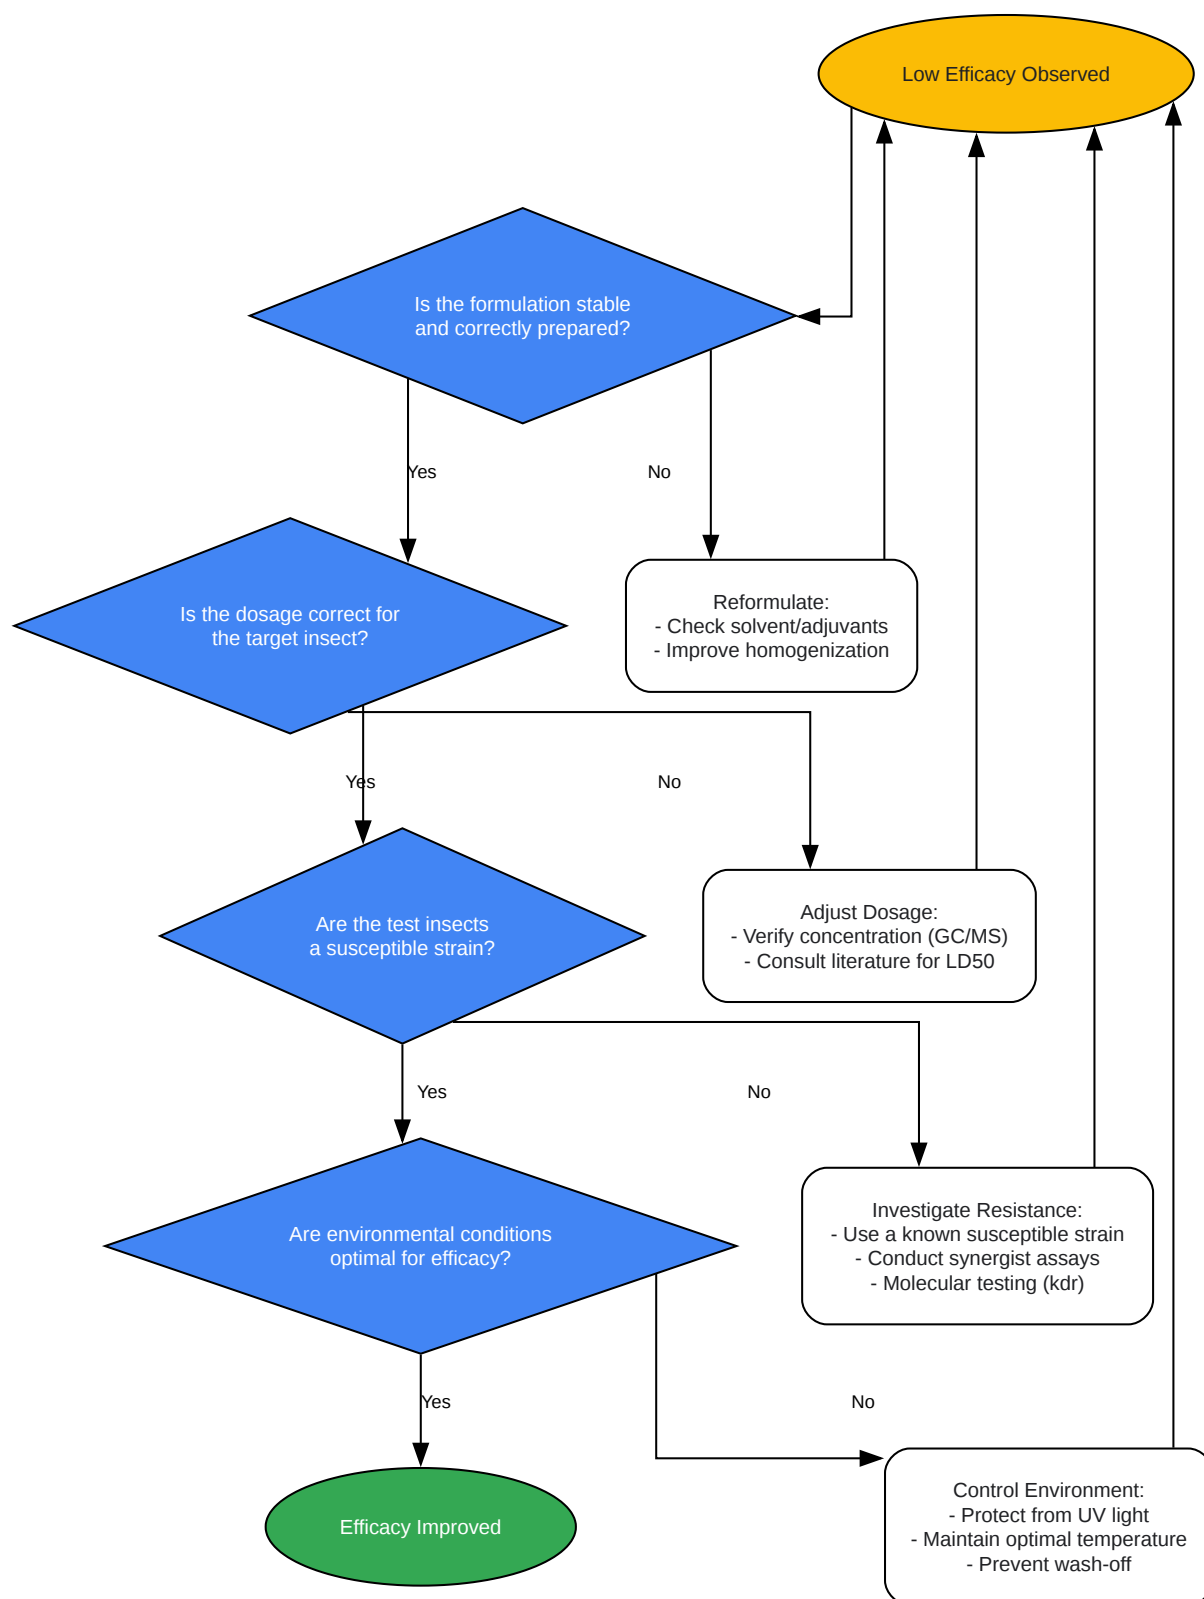 Low Efficacy Observed
Is the formulation stable
and correctly prepared?
Yes
No
Is the dosage correct for
the target insect?
Reformulate:
- Check solvent/adjuvants
- Improve homogenization
Yes
No
Are the test insects
a susceptible strain?
Adjust Dosage:
- Verify concentration (GC/MS)
- Consult literature for LD50
Yes
No
Are environmental conditions
optimal for efficacy?
Investigate Resistance:
- Use a known susceptible strain
- Conduct synergist assays
- Molecular testing (kdr)
Yes
No
Efficacy Improved
Control Environment:
- Protect from UV light
- Maintain optimal temperature
- Prevent wash-off